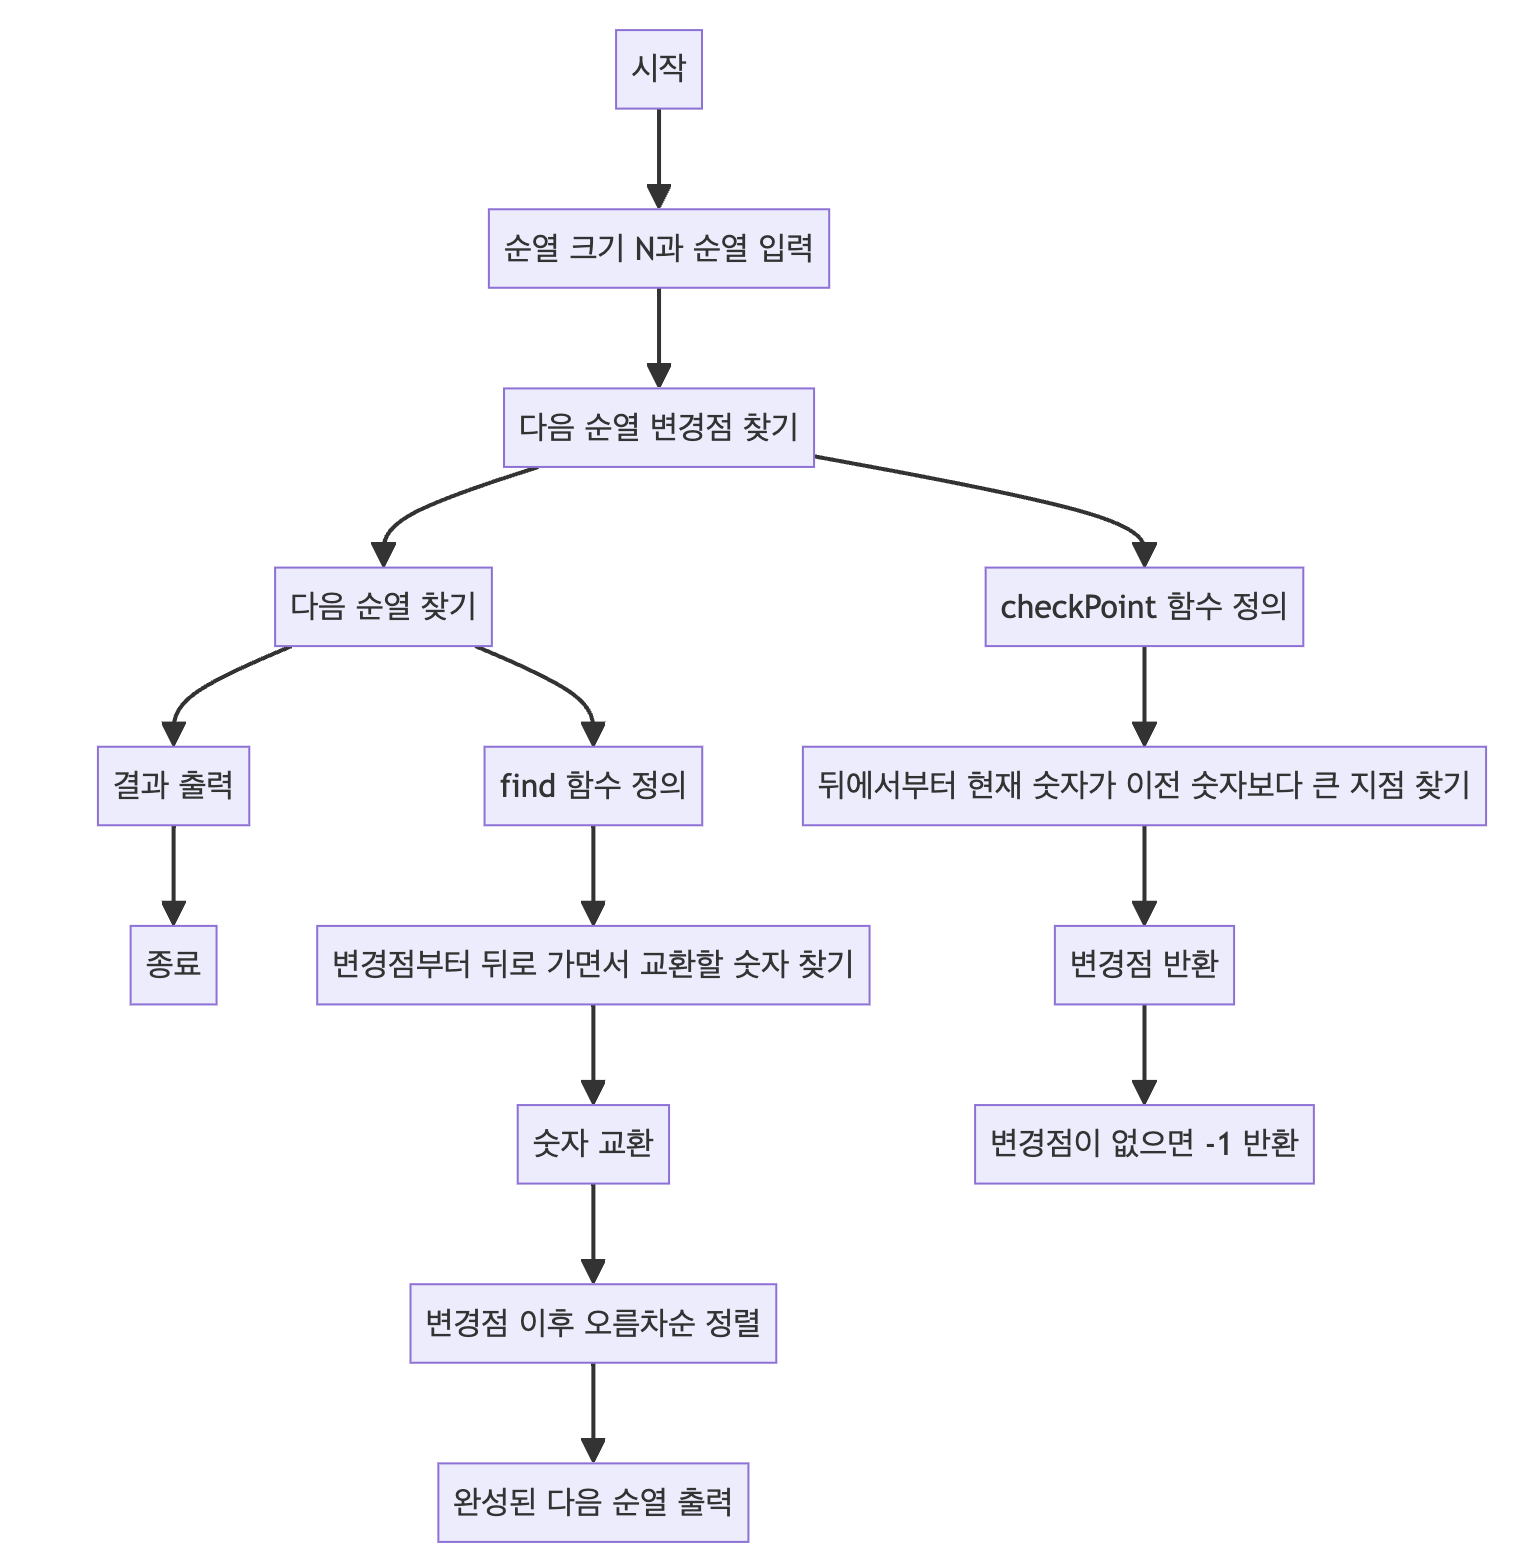 시작
순열 크기 N과 순열 입력
다음 순열 변경점 찾기
다음 순열 찾기
checkPoint 함수 정의
결과 출력
find 함수 정의
뒤에서부터 현재 숫자가 이전 숫자보다 큰 지점 찾기
종료
변경점부터 뒤로 가면서 교환할 숫자 찾기
변경점 반환
숫자 교환
변경점이 없으면 -1 반환
변경점 이후 오름차순 정렬
완성된 다음 순열 출력